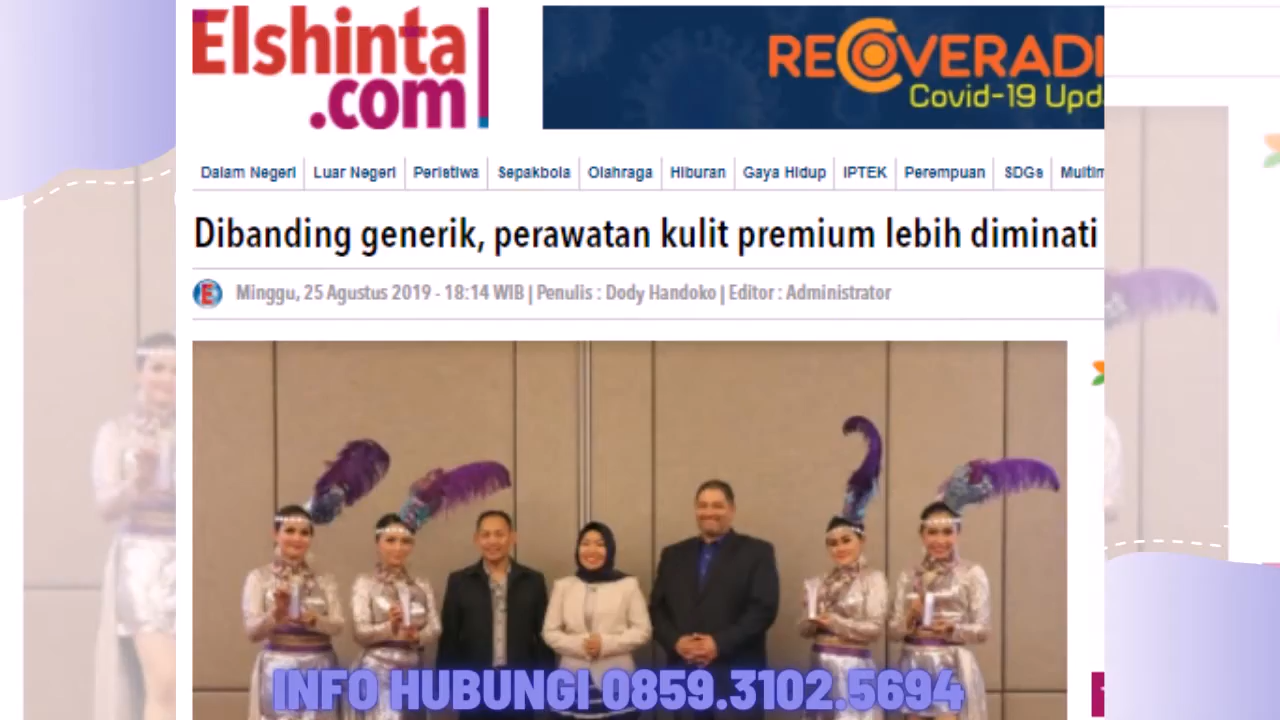 Elshinta
.com
RECOVERADI
Covid-19 Upd
Dalam Negeri
Luar Negeri
Peristiwa
Sepakbola
Olahraga
Hiburan
Gaya Hidup
IPTEK
Perempuan
SDGs
Multim
Dibanding generik, perawatan kulit premium lebih diminati
E Minggu, 25 Agustus 2019 - 18:14 WIB | Penulis : Dody Handoko | Editor : Administrator
INFO HUBUNGI 0859.3102.5694